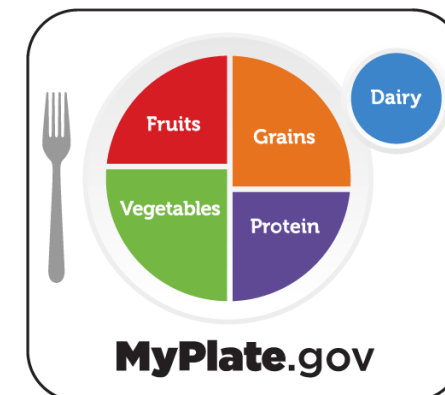 Fruits
Grains
Dairy
Vegetables
Protein
MyPlate.gov